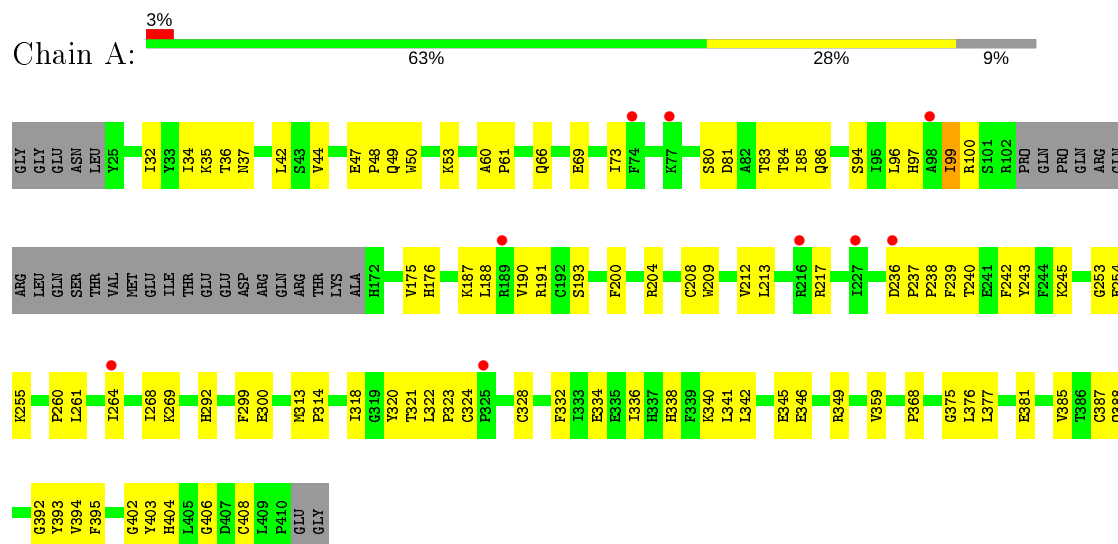 3%
Chain A:
63% 28% 9%
GLY GLY GLU ASN LEU Y25 I32 Y33 I34 K35 T36 N37 L42 S43 V44 E47 P48 Q49 W50 K53 A60 P61 Q66 E69 I73 F74 K77 S80 D81 A82 T83 T84 I85 Q86 S94 I95 L96 H97 A98 I99 R100 S101 R102 PRO GLN PRO GLN ARG GLN
ARG LEU GLN SER THR VAL MET GLU ILE THR GLU GLU ASP ARG GLN ARG THR LYS ALA H172 V175 H176 K187 L188 R189 V190 R191 C192 S193 F200 R204 C208 W209 V212 L213 R216 R217 I227 D236 P237 P238 F239 T240 E241 F242 Y243 F244 K245 G253 F254
K255 P260 L261 I264 I268 K269 H292 F299 E300 M313 P314 I318 G319 Y320 T321 L322 P323 C324 P325 C328 F332 I333 E334 E335 I336 H337 H338 F339 K340 L341 L342 E345 E346 R349 V359 P368 G375 L376 L377 E381 V385 T386 C387
G392 Y393 V394 F395 G402 Y403 H404 L405 G406 D407 C408 L409 P410 GLU GLY